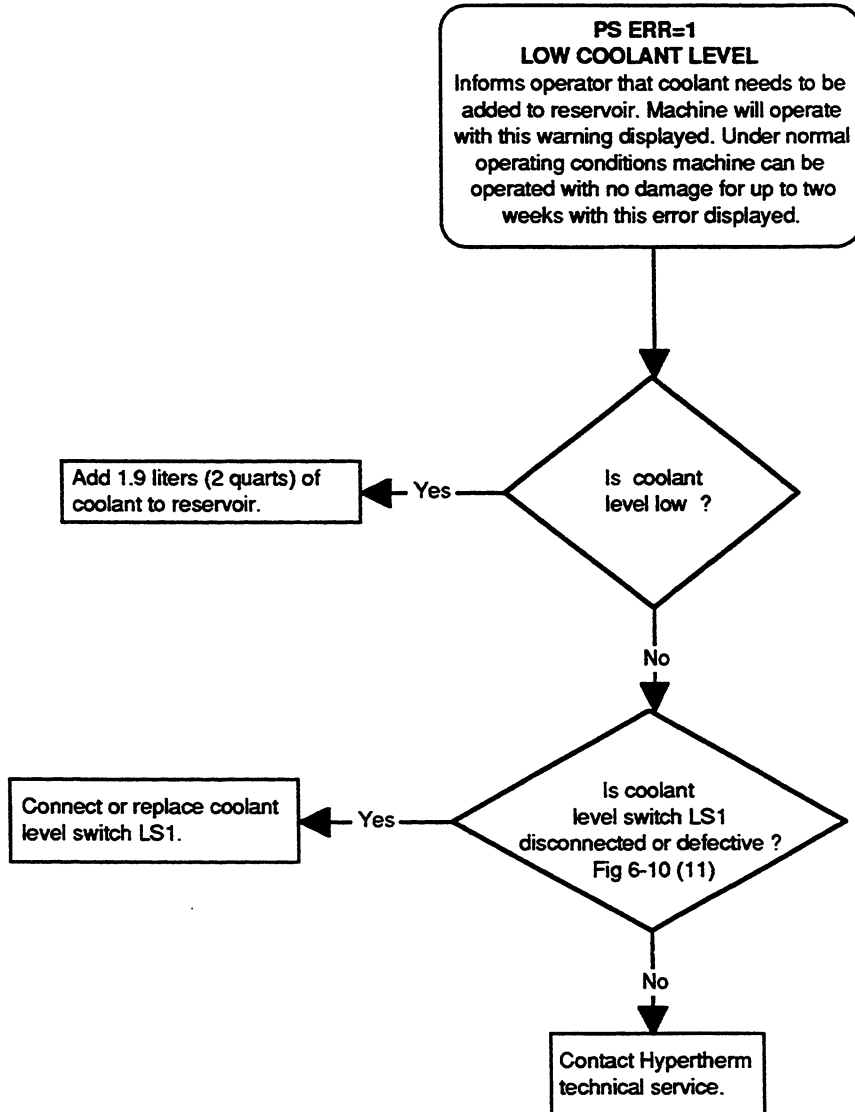 PS ERR=1
LOW COOLANT LEVEL
Informs operator that coolant needs to be
added to reservoir. Machine will operate
with this warning displayed. Under normal
operating conditions machine can be
operated with no damage for up to two
weeks with this error displayed.
Is coolant
level low ?
Yes
Add 1.9 liters (2 quarts) of
coolant to reservoir.
No
Is coolant
level switch LS1
disconnected or defective ?
Fig 6-10 (11)
Yes
Connect or replace coolant
level switch LS1.
No
Contact Hypertherm
technical service.